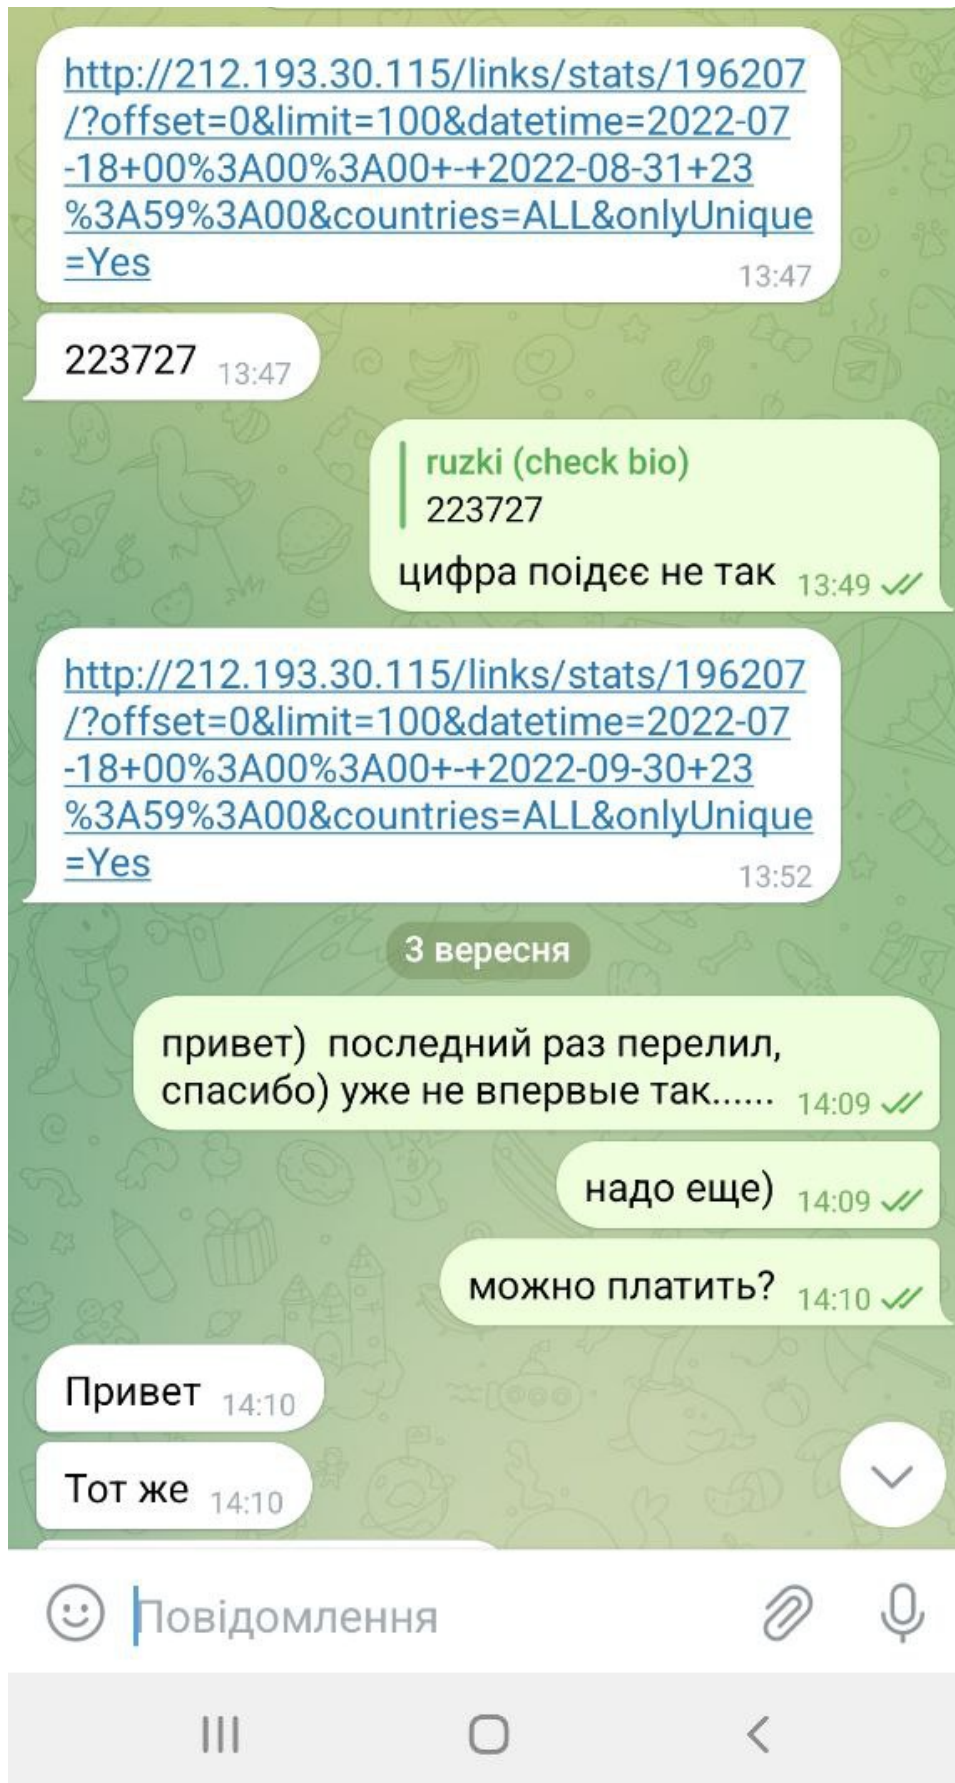 http://212.193.30.115/links/stats/196207
/?offset=0&limit=100&datetime=2022-07
-18+00%3A00%3A00+-+2022-08-31+23
%3A59%3A00&countries=ALL&onlyUnique
=Yes
13:47
223727 13:47
ruzki (check bio)
223727
цифра поідєє не так 13:49
http://212.193.30.115/links/stats/196207
/?offset=0&limit=100&datetime=2022-07
-18+00%3A00%3A00+-+2022-09-30+23
%3A59%3A00&countries=ALL&onlyUnique
=Yes
13:52
3 вересня
привет)  последний раз перелил,
спасибо) уже не впервые так...... 14:09
надо еще) 14:09
можно платить? 14:10
Привет 14:10
Тот же 14:10
Повідомлення